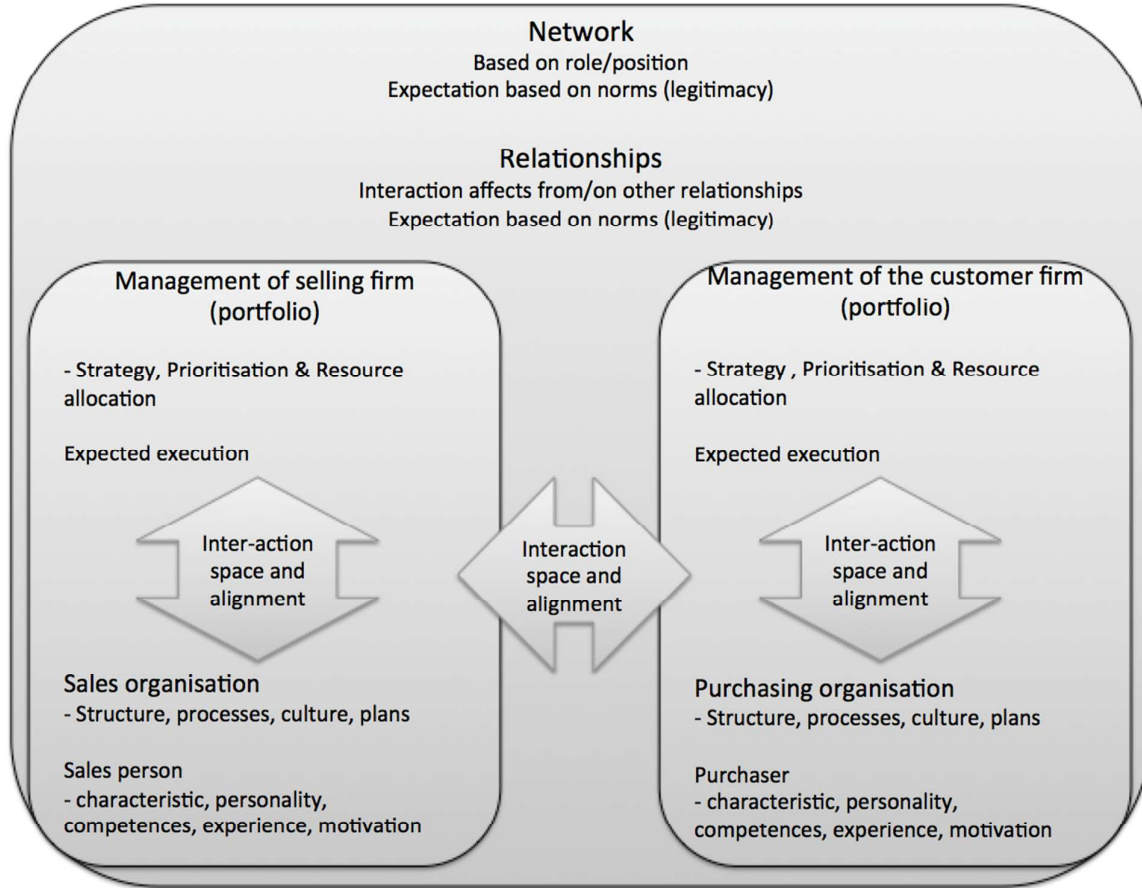 Network
Based on role/position
Expectation based on norms (legitimacy)
Relationships
Interaction affects from/on other relationships
Expectation based on norms (legitimacy)
Management of selling firm
(portfolio)
- Strategy, Prioritisation & Resource
allocation
Expected execution
Inter-action
space and
alignment
Sales organisation
- Structure, processes, culture, plans
Sales person
- characteristic, personality,
competences, experience, motivation
Interaction
space and
alignment
Management of the customer firm
(portfolio)
- Strategy , Prioritisation & Resource
allocation
Expected execution
Inter-action
space and
alignment
Purchasing organisation
- Structure, processes, culture, plans
Purchaser
- characteristic, personality,
competences, experience, motivation